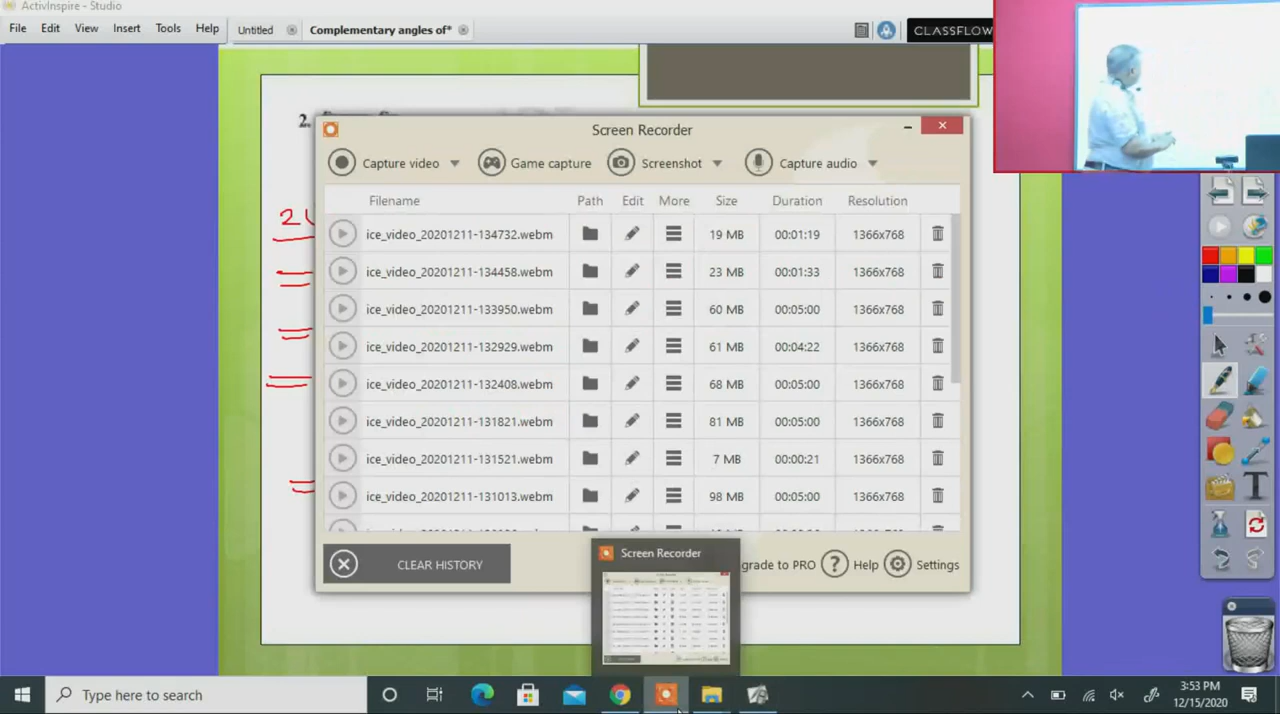 ActivInspire - Studio
File Edit View Insert Tools Help Untitled Complementary angles of* CLASSFLOW
2.
Screen Recorder
Capture video Game capture Screenshot Capture audio
Filename Path Edit More Size Duration Resolution
ice_video_20201211-134732.webm 19 MB 00:01:19 1366x768
ice_video_20201211-134458.webm 23 MB 00:01:33 1366x768
ice_video_20201211-133950.webm 60 MB 00:05:00 1366x768
ice_video_20201211-132929.webm 61 MB 00:04:22 1366x768
ice_video_20201211-132408.webm 68 MB 00:05:00 1366x768
ice_video_20201211-131821.webm 81 MB 00:05:00 1366x768
ice_video_20201211-131521.webm 7 MB 00:00:21 1366x768
ice_video_20201211-131013.webm 98 MB 00:05:00 1366x768
Screen Recorder
CLEAR HISTORY grade to PRO ? Help Settings
Type here to search
3:53 PM
12/15/2020